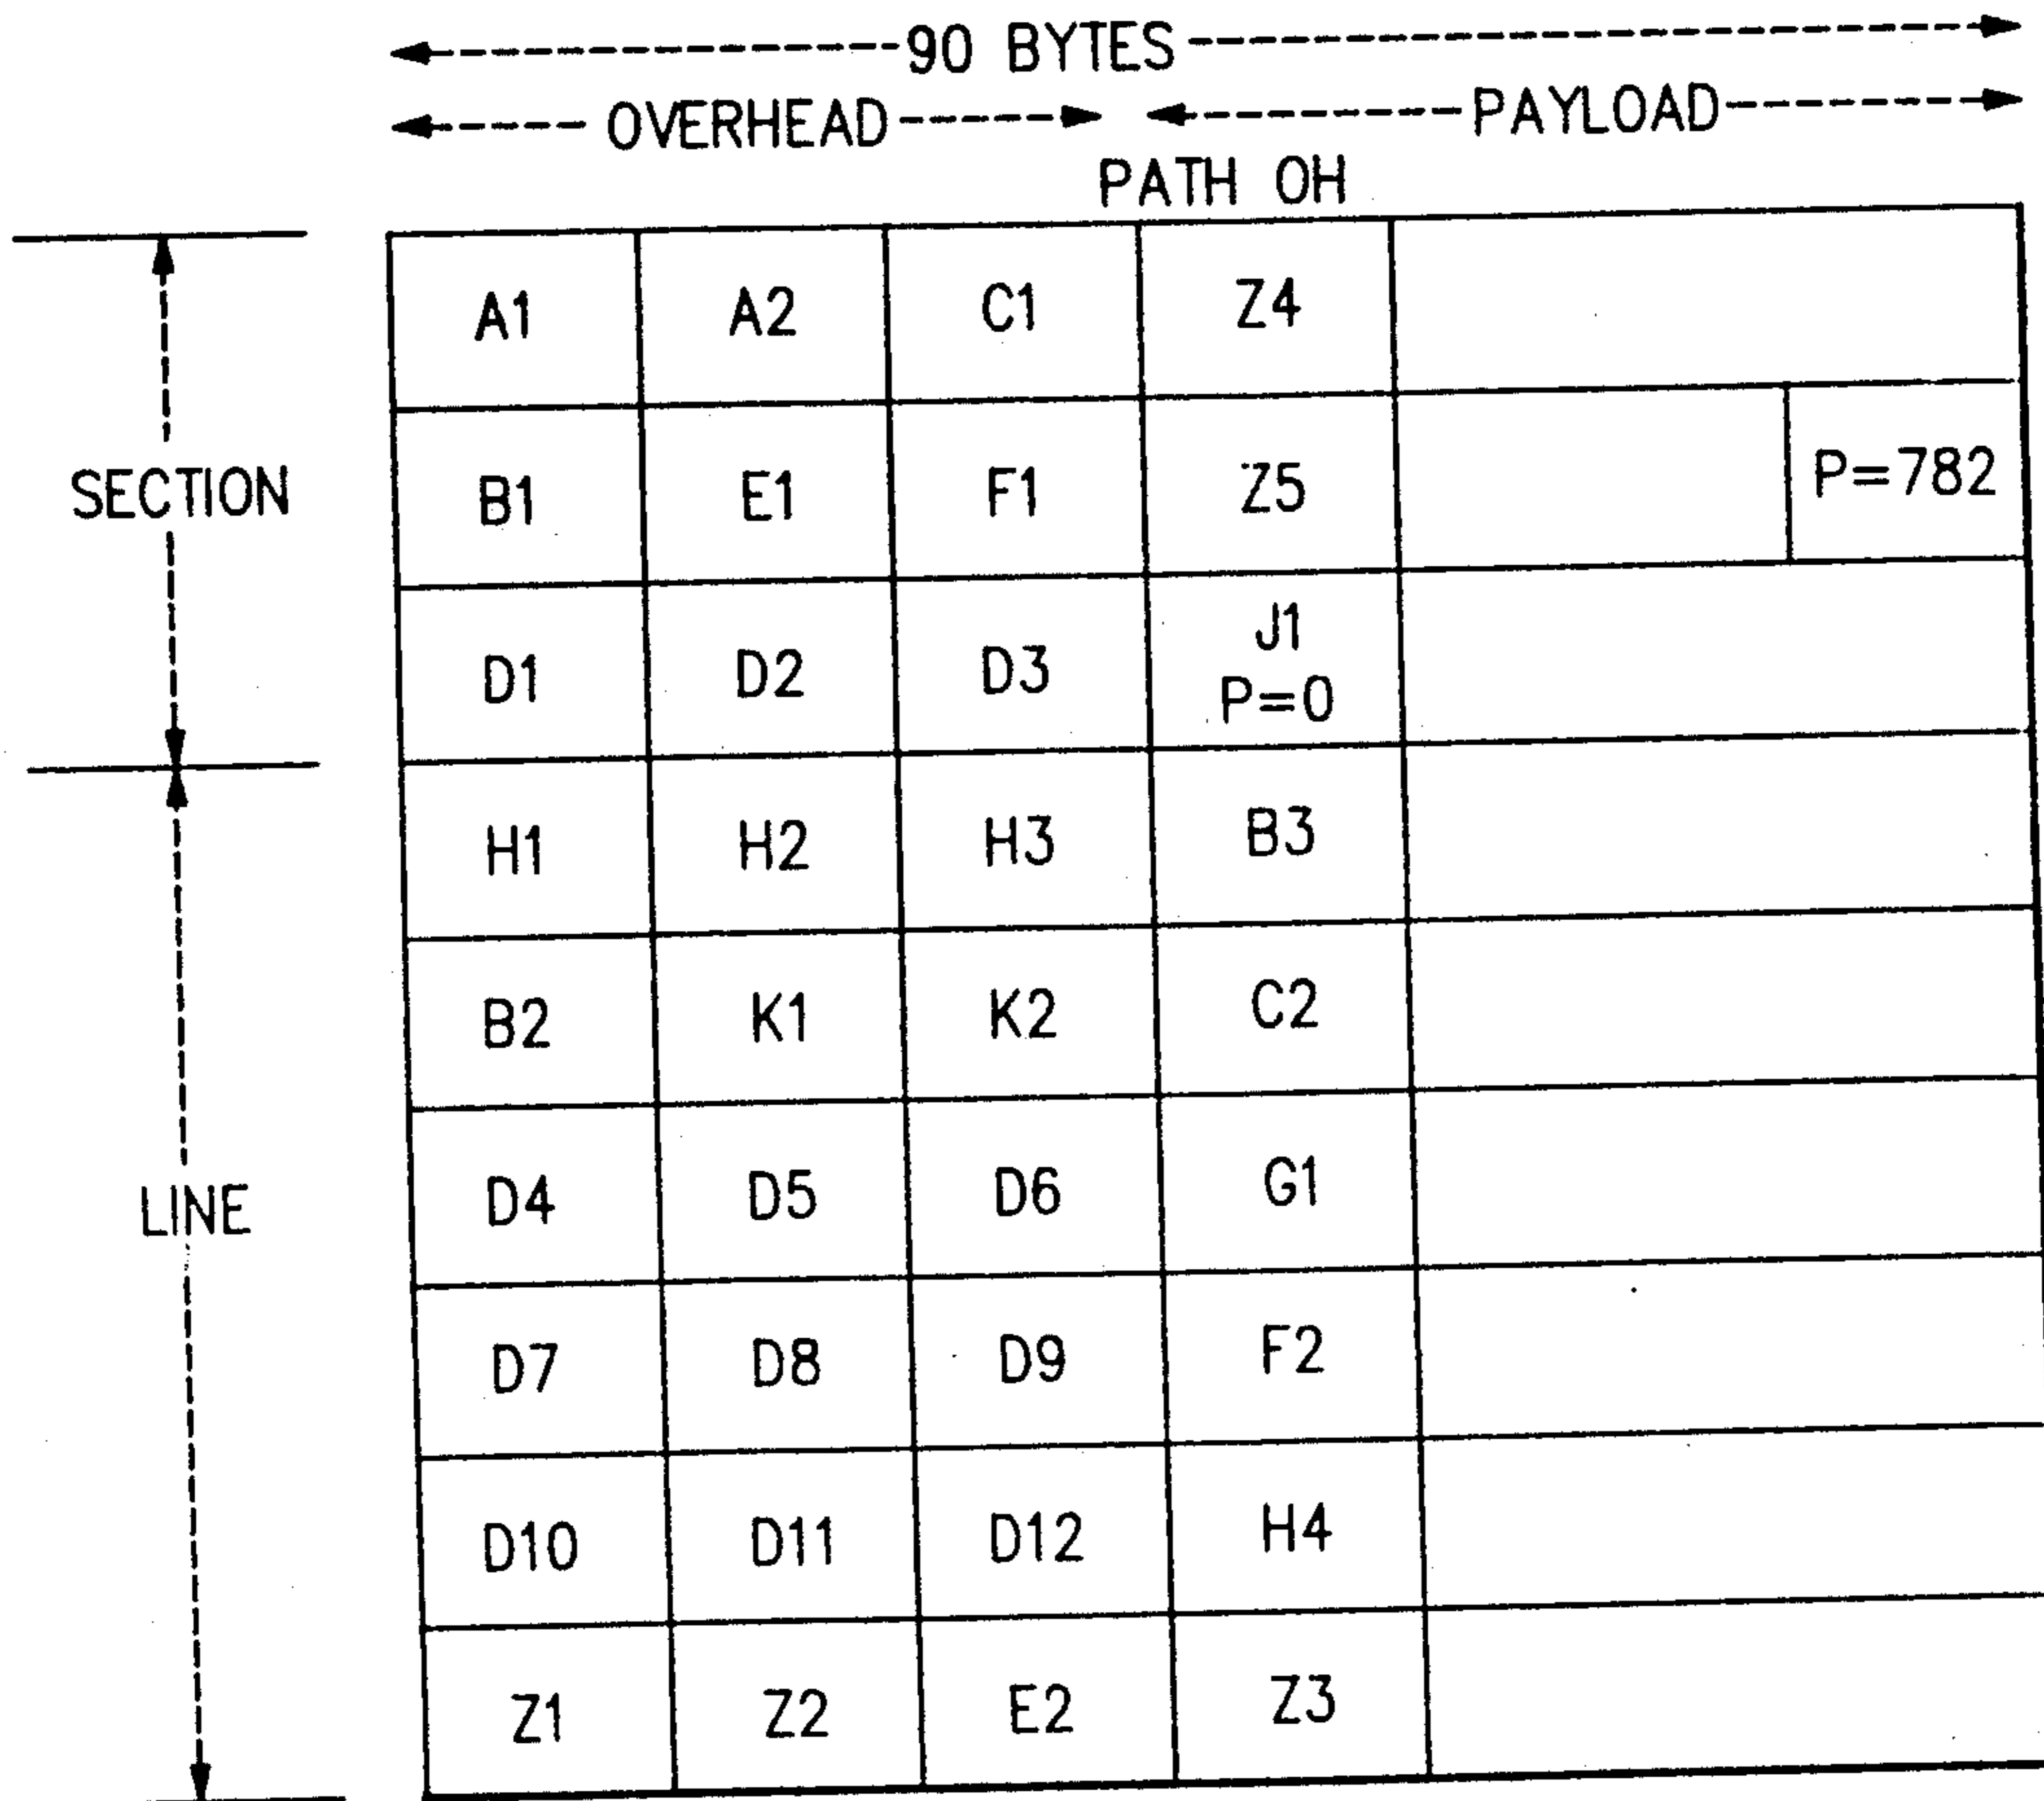 90 BYTES
OVERHEAD PAYLOAD
PATH OH
A1 A2 C1 Z4
SECTION B1 E1 F1 Z5 P=782
D1 D2 D3 J1
P=0
H1 H2 H3 B3
B2 K1 K2 C2
LINE D4 D5 D6 G1
D7 D8 D9 F2
D10 D11 D12 H4
Z1 Z2 E2 Z3